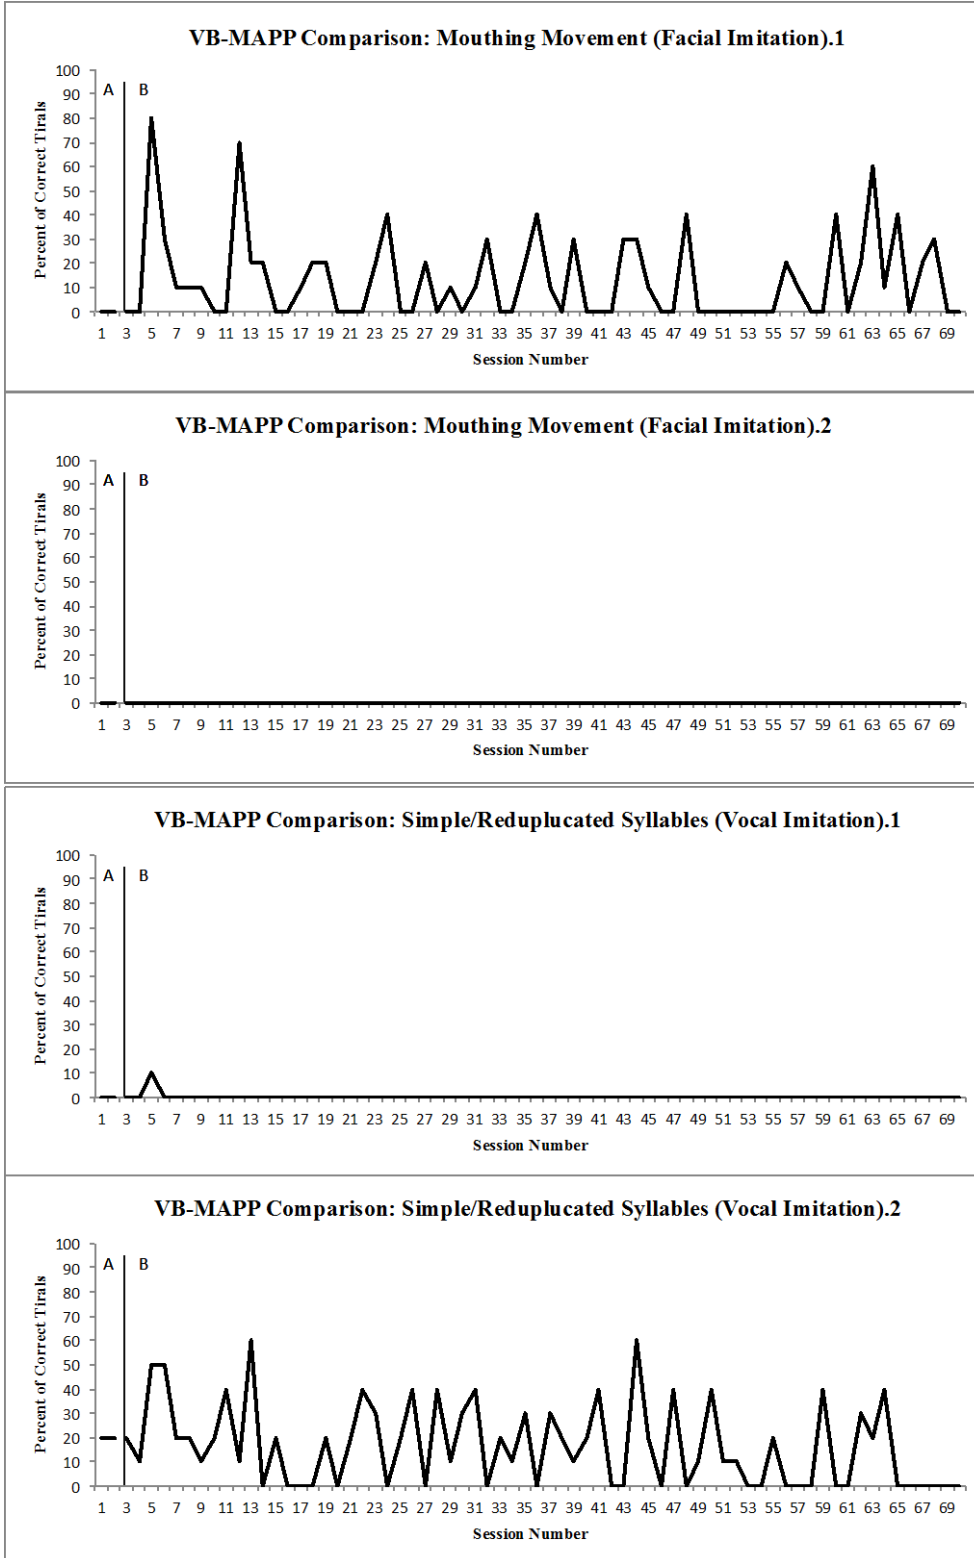 VB-MAPP Comparison: Mouthing Movement (Facial Imitation).1
Percent of Correct Tirals
100
90
80
70
60
50
40
30
20
10
0
A B
1 3 5 7 9 11 13 15 17 19 21 23 25 27 29 31 33 35 37 39 41 43 45 47 49 51 53 55 57 59 61 63 65 67 69
Session Number
VB-MAPP Comparison: Mouthing Movement (Facial Imitation).2
Percent of Correct Tirals
100
90
80
70
60
50
40
30
20
10
0
A B
1 3 5 7 9 11 13 15 17 19 21 23 25 27 29 31 33 35 37 39 41 43 45 47 49 51 53 55 57 59 61 63 65 67 69
Session Number
VB-MAPP Comparison: Simple/Reduplucated Syllables (Vocal Imitation).1
Percent of Correct Tirals
100
90
80
70
60
50
40
30
20
10
0
A B
1 3 5 7 9 11 13 15 17 19 21 23 25 27 29 31 33 35 37 39 41 43 45 47 49 51 53 55 57 59 61 63 65 67 69
Session Number
VB-MAPP Comparison: Simple/Reduplucated Syllables (Vocal Imitation).2
Percent of Correct Tirals
100
90
80
70
60
50
40
30
20
10
0
A B
1 3 5 7 9 11 13 15 17 19 21 23 25 27 29 31 33 35 37 39 41 43 45 47 49 51 53 55 57 59 61 63 65 67 69
Session Number